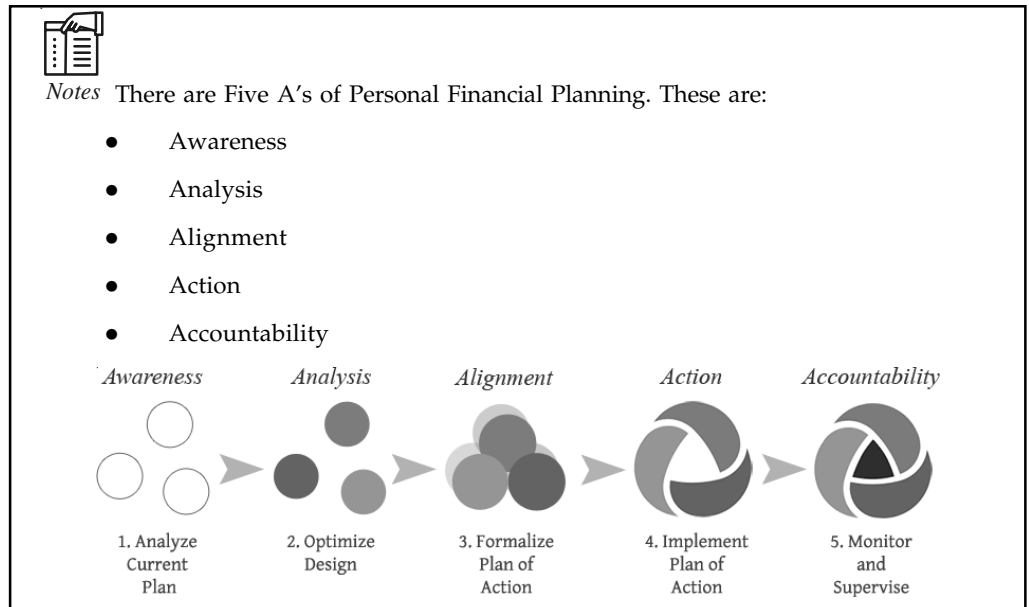 Notes There are Five A's of Personal Financial Planning. These are:
● Awareness
● Analysis
● Alignment
● Action
● Accountability
Awareness Analysis Alignment Action Accountability
1. Analyze 2. Optimize 3. Formalize 4. Implement 5. Monitor
Current Design Plan of Plan of and
Plan Action Action Supervise